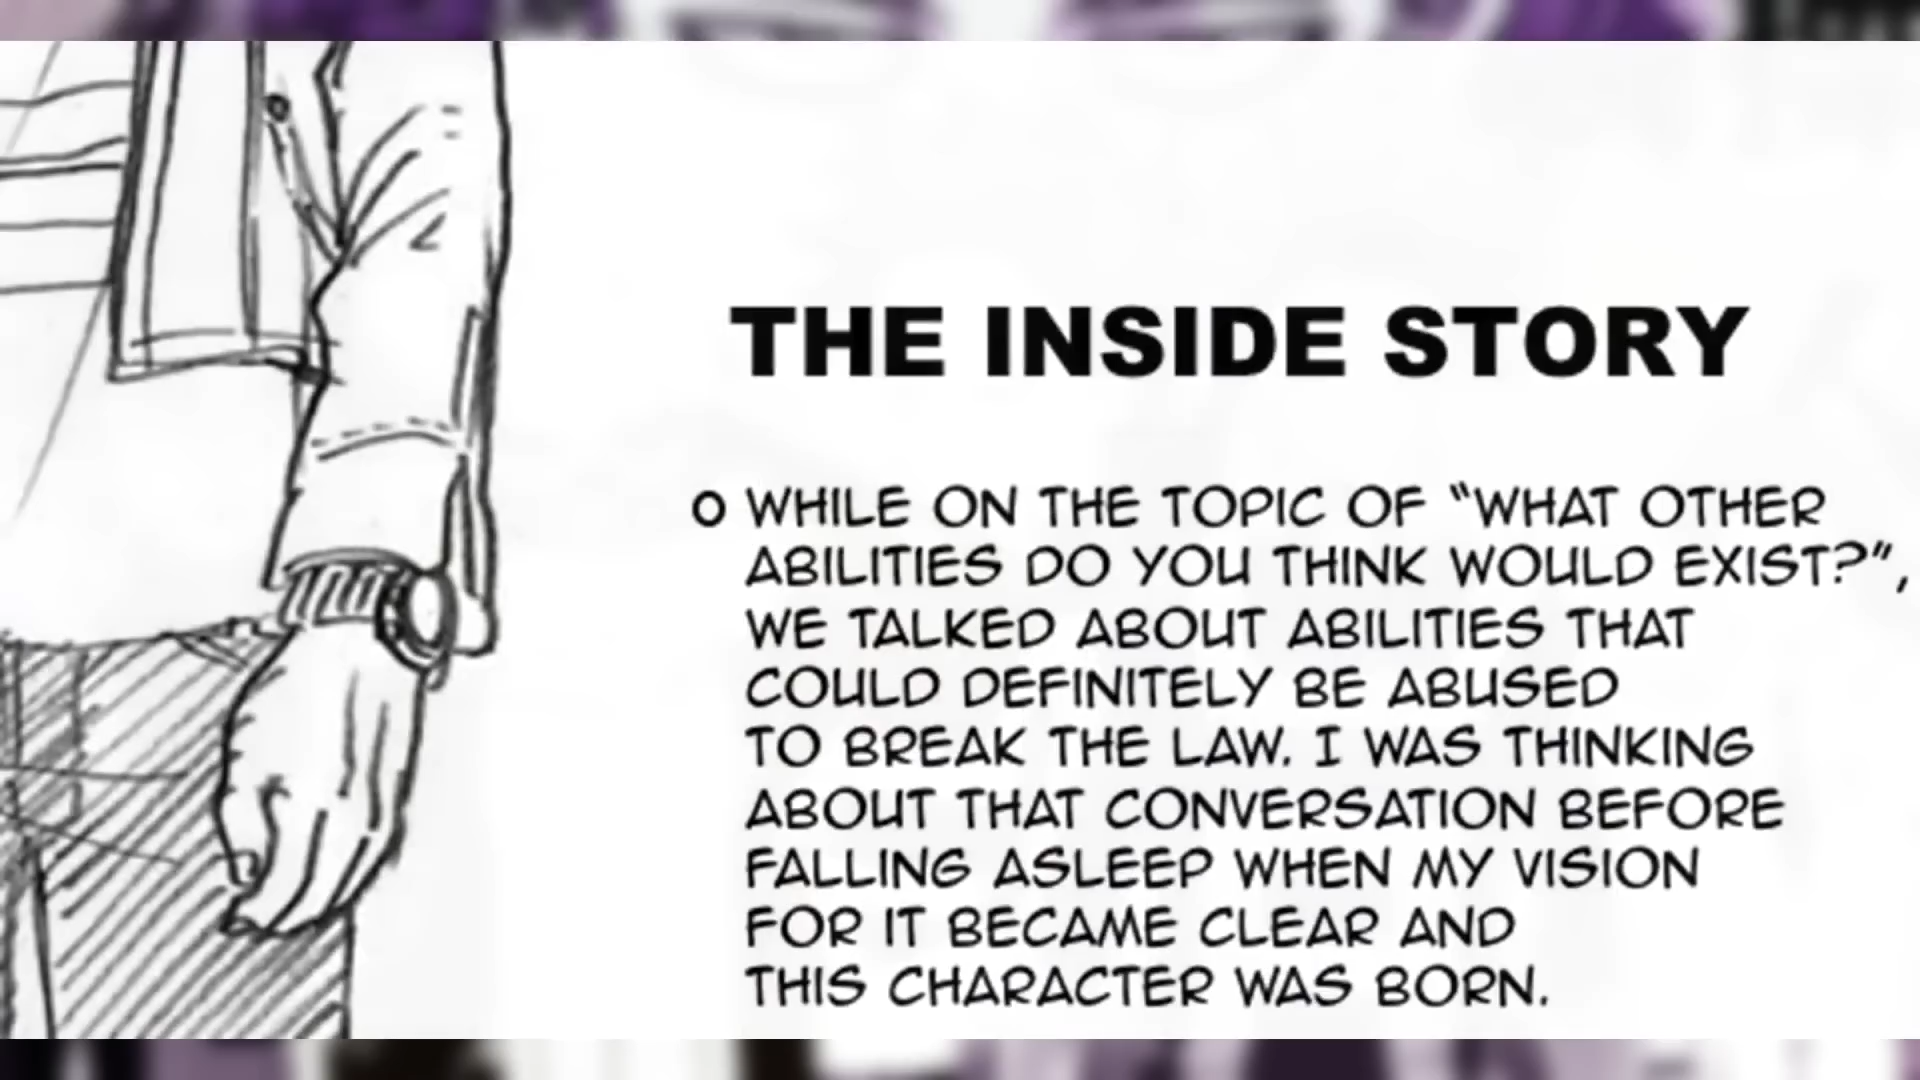 THE INSIDE STORY
o WHILE ON THE TOPIC OF “WHAT OTHER
ABILITIES DO YOU THINK WOULD EXIST?”,
WE TALKED ABOUT ABILITIES THAT
COULD DEFINITELY BE ABUSED
TO BREAK THE LAW. I WAS THINKING
ABOUT THAT CONVERSATION BEFORE
FALLING ASLEEP WHEN MY VISION
FOR IT BECAME CLEAR AND
THIS CHARACTER WAS BORN.